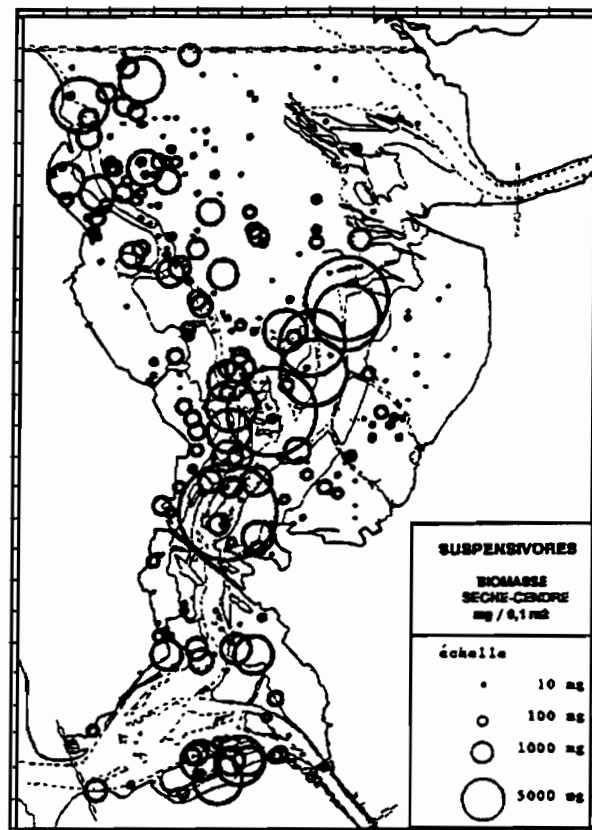 SUSPENSIVORES
BIOMASSE
SECHE-CENDRE
mg / 0,1 m2
échelle
10 mg
100 mg
1000 mg
5000 mg